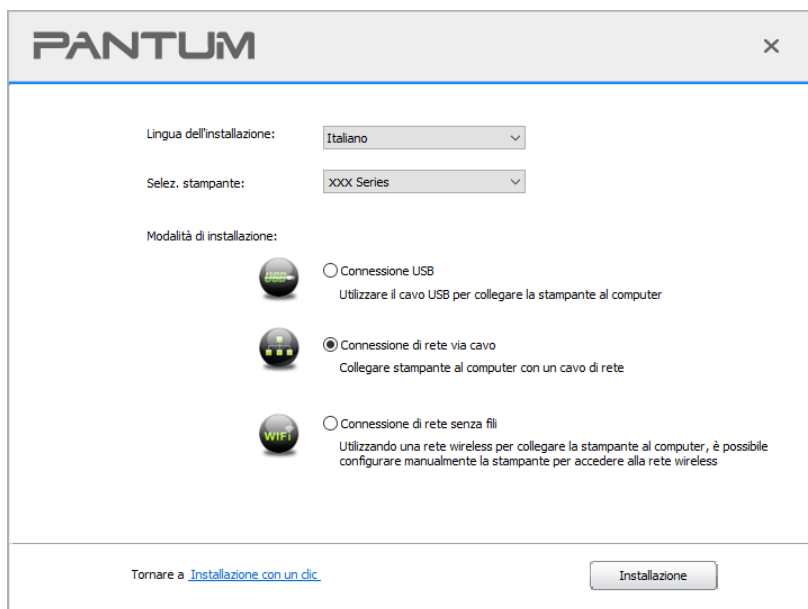 PANTUM
Lingua dell'installazione:
Italiano
Selez. stampante:
XXX Series
Modalità di installazione:
USB
Connessione USB
Utilizzare il cavo USB per collegare la stampante al computer
Connessione di rete via cavo
Collegare stampante al computer con un cavo di rete
WiFi
Connessione di rete senza fili
Utilizzando una rete wireless per collegare la stampante al computer, è possibile
configurare manualmente la stampante per accedere alla rete wireless
Tornare a Installazione con un clic
Installazione